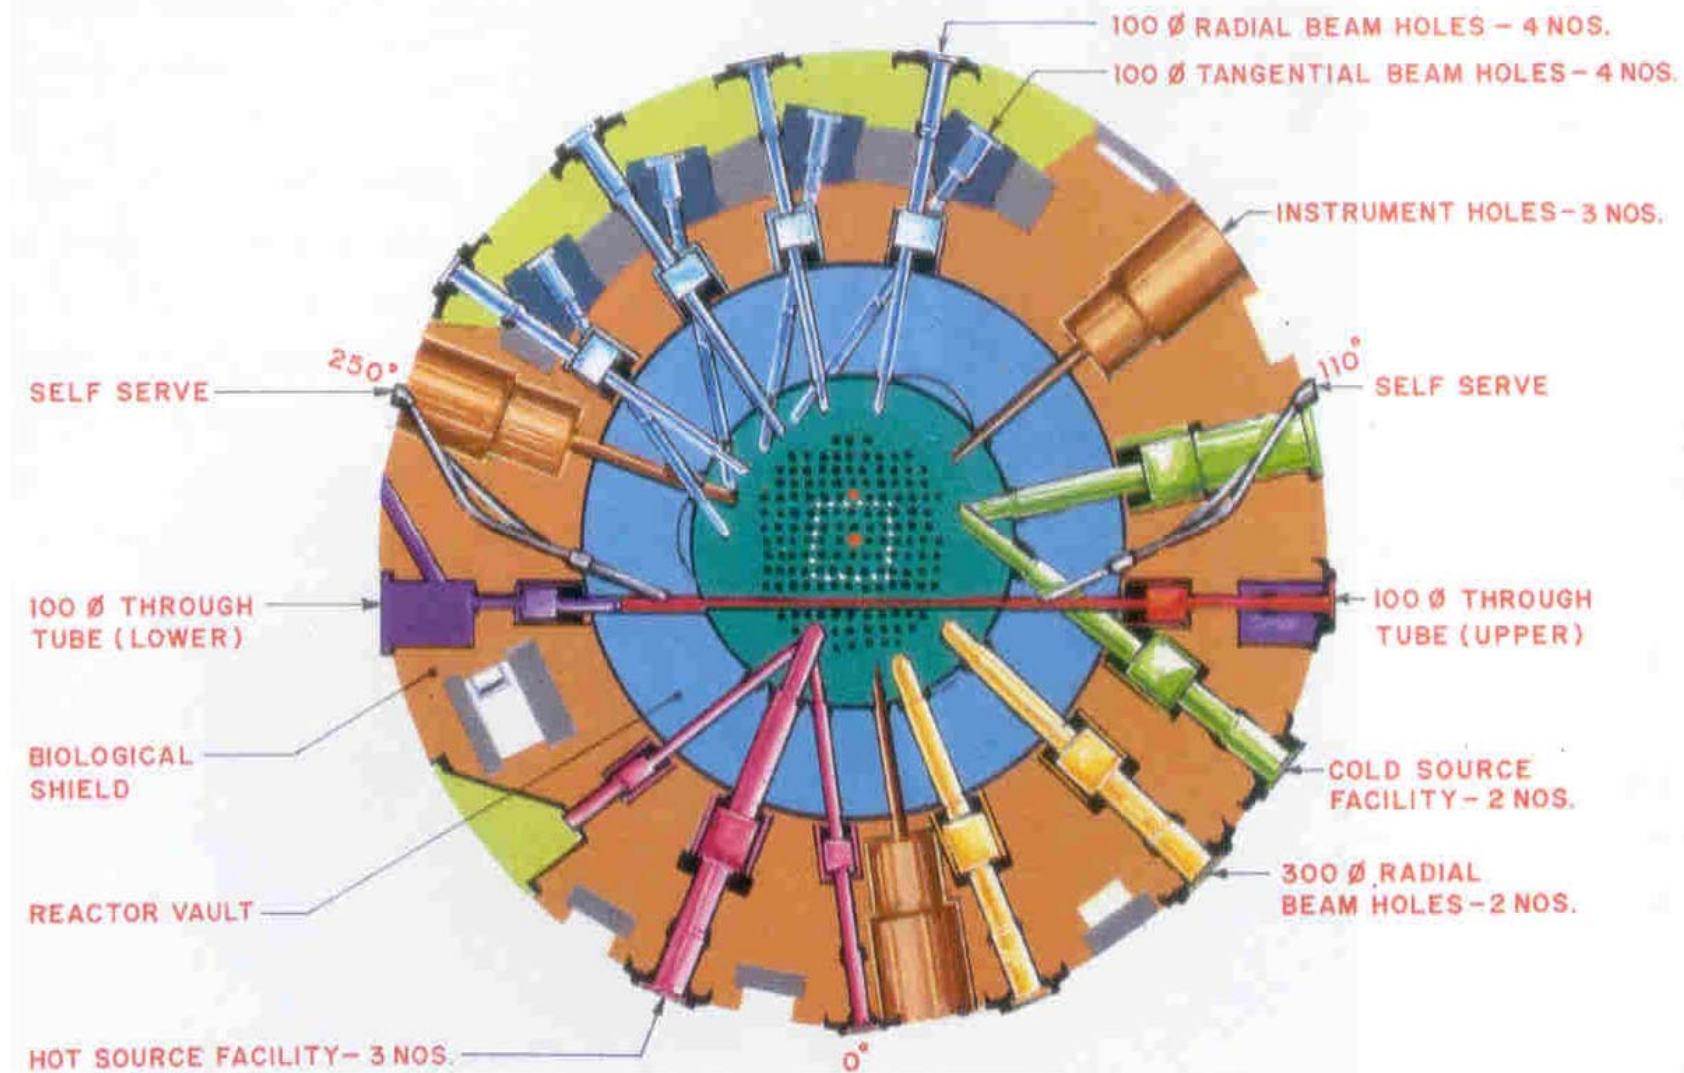 100 Ø RADIAL BEAM HOLES – 4 NOS.
100 Ø TANGENTIAL BEAM HOLES – 4 NOS.
INSTRUMENT HOLES – 3 NOS.
250°
110°
SELF SERVE
SELF SERVE
100 Ø THROUGH
TUBE (LOWER)
100 Ø THROUGH
TUBE (UPPER)
BIOLOGICAL
SHIELD
COLD SOURCE
FACILITY – 2 NOS.
REACTOR VAULT
300 Ø RADIAL
BEAM HOLES – 2 NOS.
HOT SOURCE FACILITY – 3 NOS.
0°